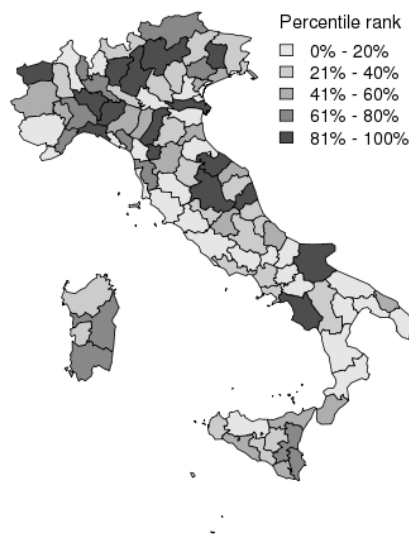 Percentile rank
0% - 20%
21% - 40%
41% - 60%
61% - 80%
81% - 100%